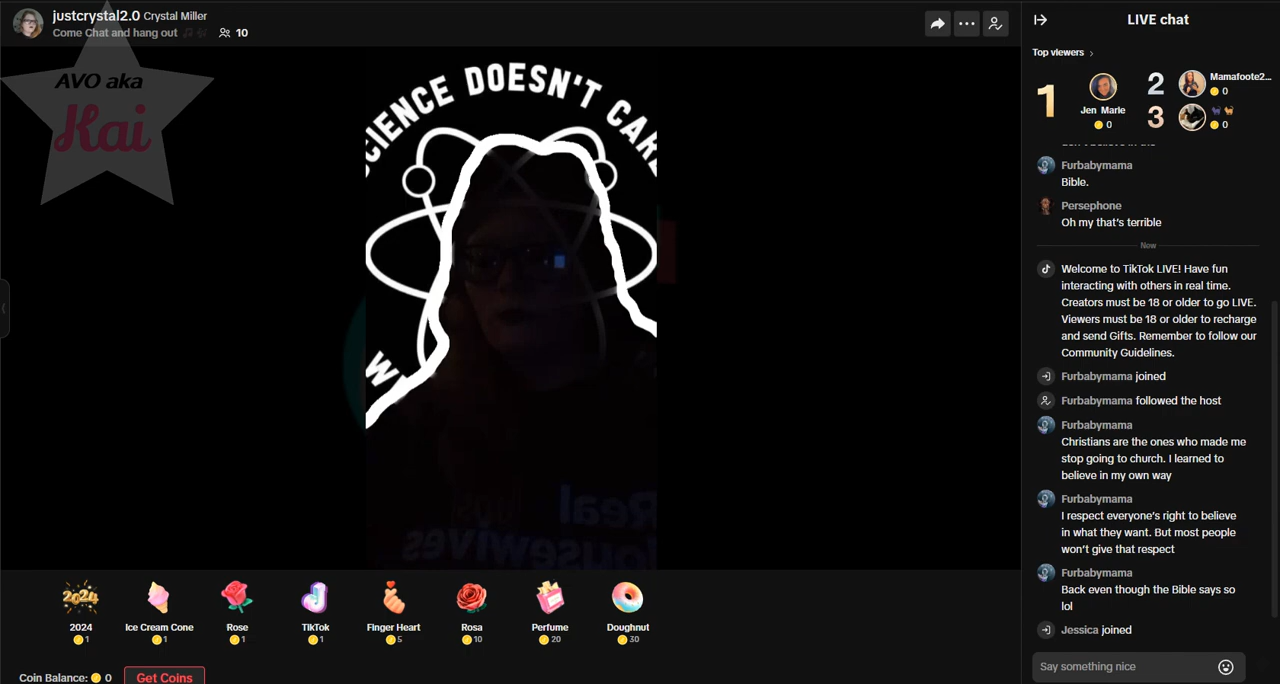 justcrystal2.0 Crystal Miller
Come Chat and hang out
10
AVO aka
Kai
SCIENCE DOESN'T CARE
W
Real
Housewives
2024
1
Ice Cream Cone
1
Rose
1
TikTok
1
Finger Heart
5
Rosa
10
Perfume
20
Doughnut
30
Coin Balance: 0
Get Coins
LIVE chat
Top viewers
1
Jen Marie
0
2
Mamafoote2...
0
3
0
Furbabymama
Bible.
Persephone
Oh my that's terrible
New
Welcome to TikTok LIVE! Have fun
interacting with others in real time.
Creators must be 18 or older to go LIVE.
Viewers must be 18 or older to recharge
and send Gifts. Remember to follow our
Community Guidelines.
Furbabymama joined
Furbabymama followed the host
Furbabymama
Christians are the ones who made me
stop going to church. I learned to
believe in my own way
Furbabymama
I respect everyone's right to believe
in what they want. But most people
won't give that respect
Furbabymama
Back even though the Bible says so
lol
Jessica joined
Say something nice